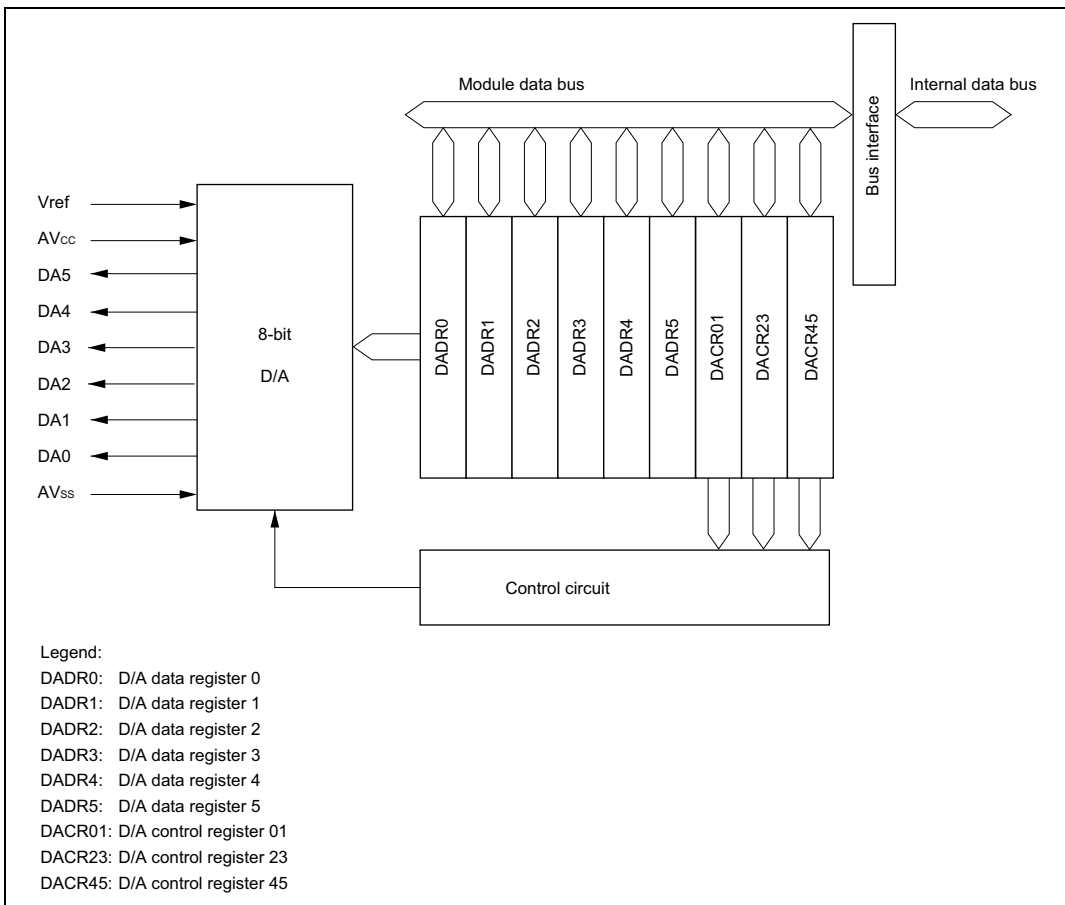 Module data bus
Internal data bus
Bus interface
Vref
AVCC
DA5
DA4
DA3
DA2
DA1
DA0
AVSS
8-bit
D/A
DADR0
DADR1
DADR2
DADR3
DADR4
DADR5
DACR01
DACR23
DACR45
Control circuit
Legend:
DADR0: D/A data register 0
DADR1: D/A data register 1
DADR2: D/A data register 2
DADR3: D/A data register 3
DADR4: D/A data register 4
DADR5: D/A data register 5
DACR01: D/A control register 01
DACR23: D/A control register 23
DACR45: D/A control register 45